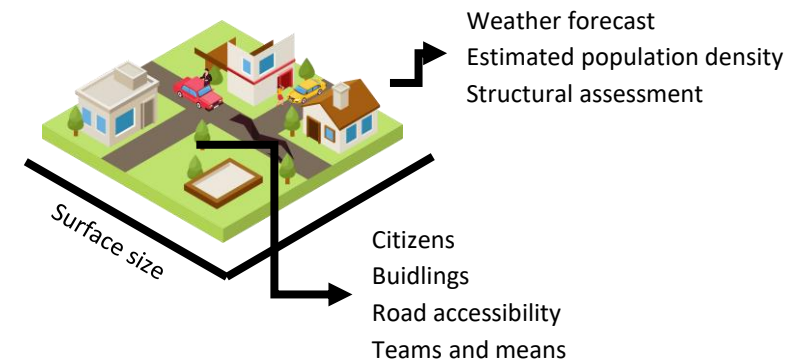 Weather forecast
Estimated population density
Structural assessment
Surface size
Citizens
Buidlings
Road accessibility
Teams and means